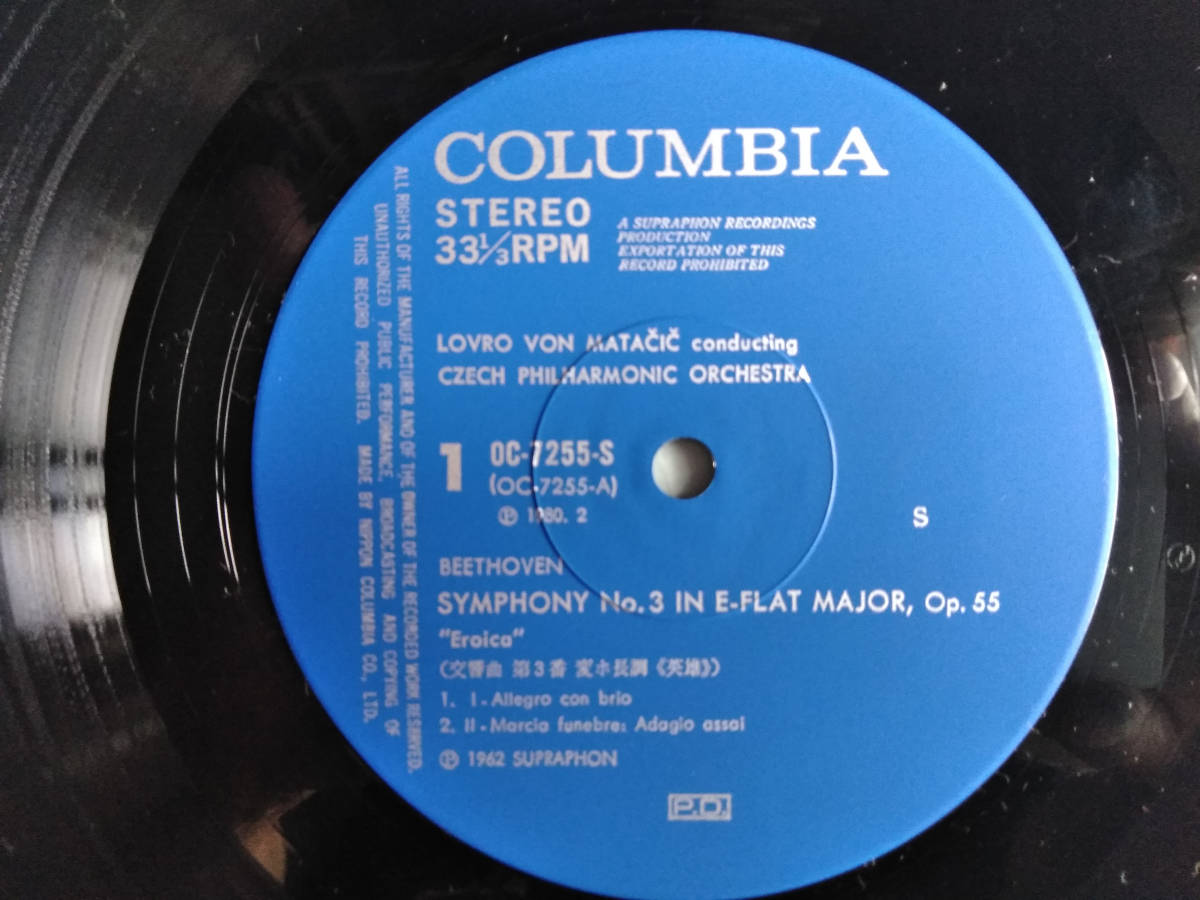 COLUMBIA
STEREO
33 1/3 RPM
A SUPRAPHON RECORDINGS
PRODUCTION
EXPORTATION OF THIS
RECORD PROHIBITED
LOVRO VON MATAČIĆ conducting
CZECH PHILHARMONIC ORCHESTRA
1
OC-7255-S
(OC-7255-A)
Ⓟ 1980. 2
S
BEETHOVEN
SYMPHONY No. 3 IN E-FLAT MAJOR, Op. 55
"Eroica"
(交響曲 第3番 変ホ長調《英雄》)
1. I-Allegro con brio
2. II-Marcia funebre: Adagio assai
Ⓟ 1962 SUPRAPHON
P.D.
ALL RIGHTS OF THE MANUFACTURER AND OF THE OWNER OF THE RECORDED WORK RESERVED.
UNAUTHORIZED PUBLIC PERFORMANCE, BROADCASTING AND COPYING OF
THIS RECORD PROHIBITED. MADE BY NIPPON COLUMBIA CO., LTD.